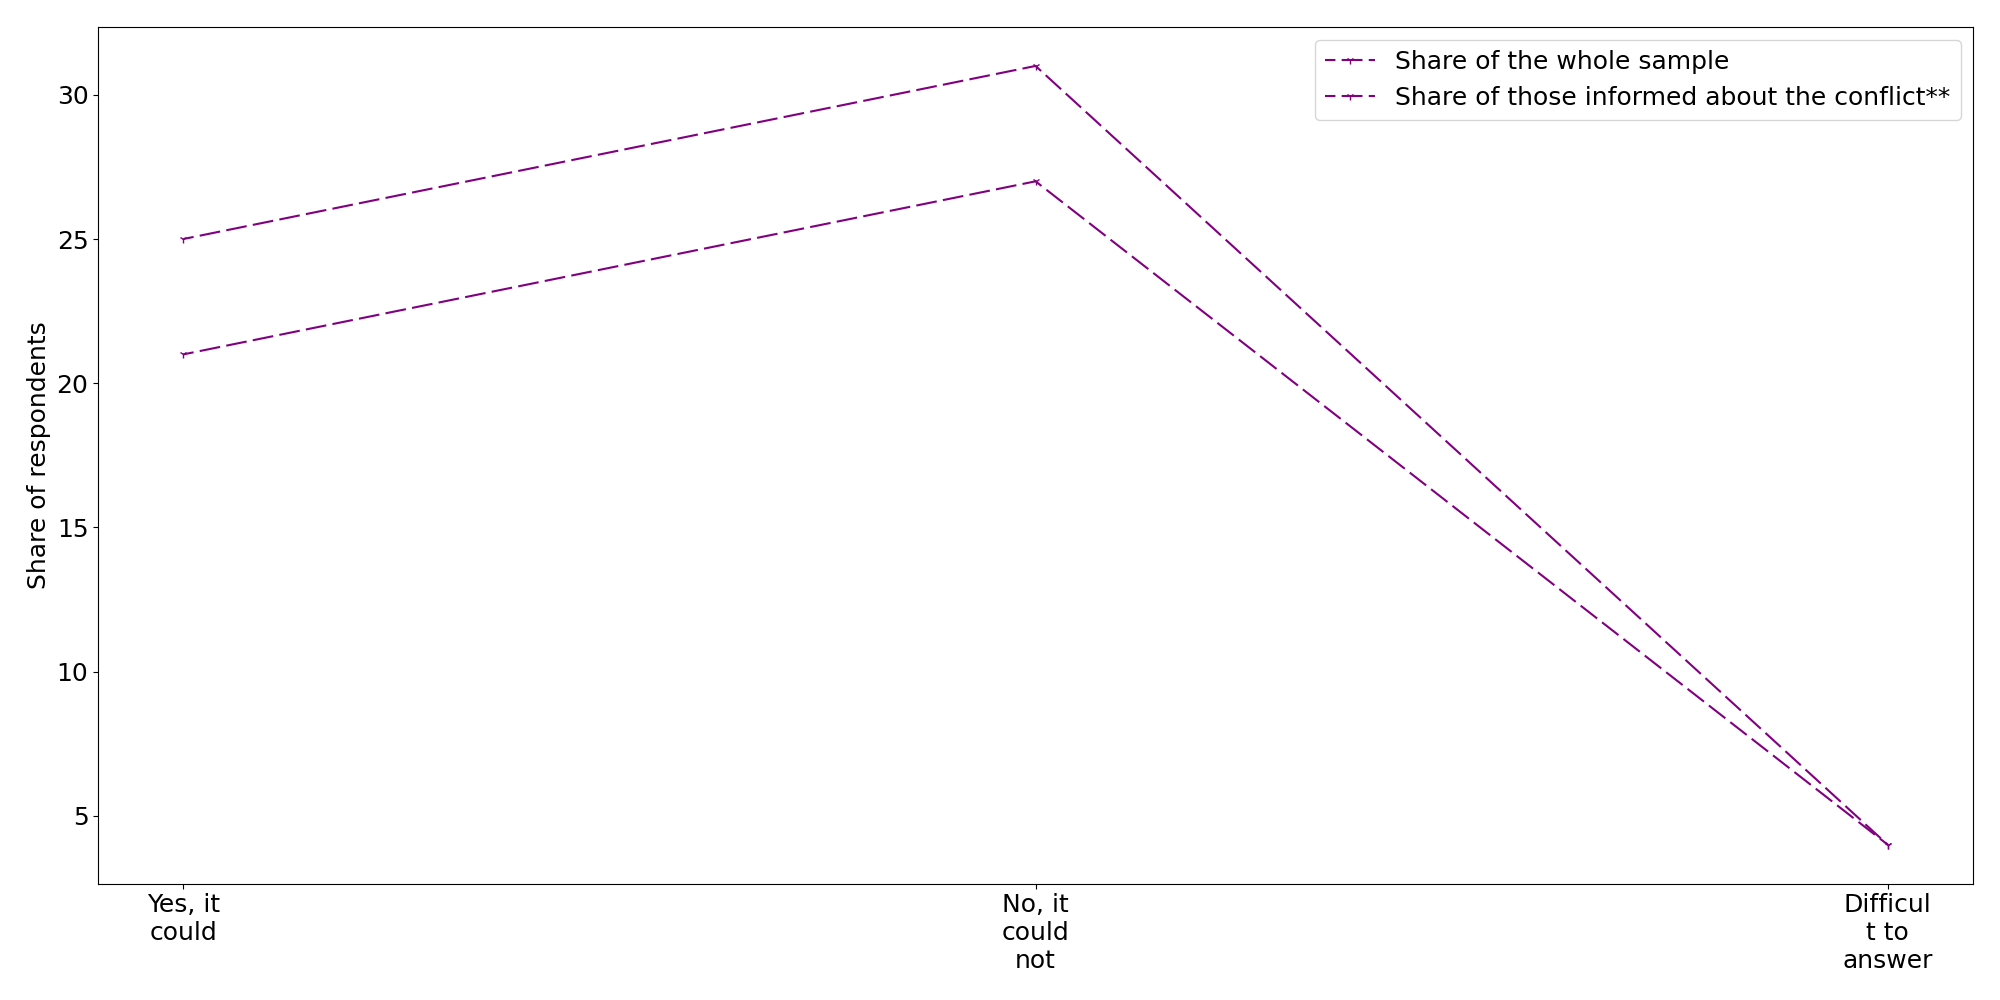 Share of the whole sample
Share of those informed about the conflict**
Share of respondents
30
25
20
15
10
5
Yes, it
could
No, it
could
not
Difficul
t to
answer